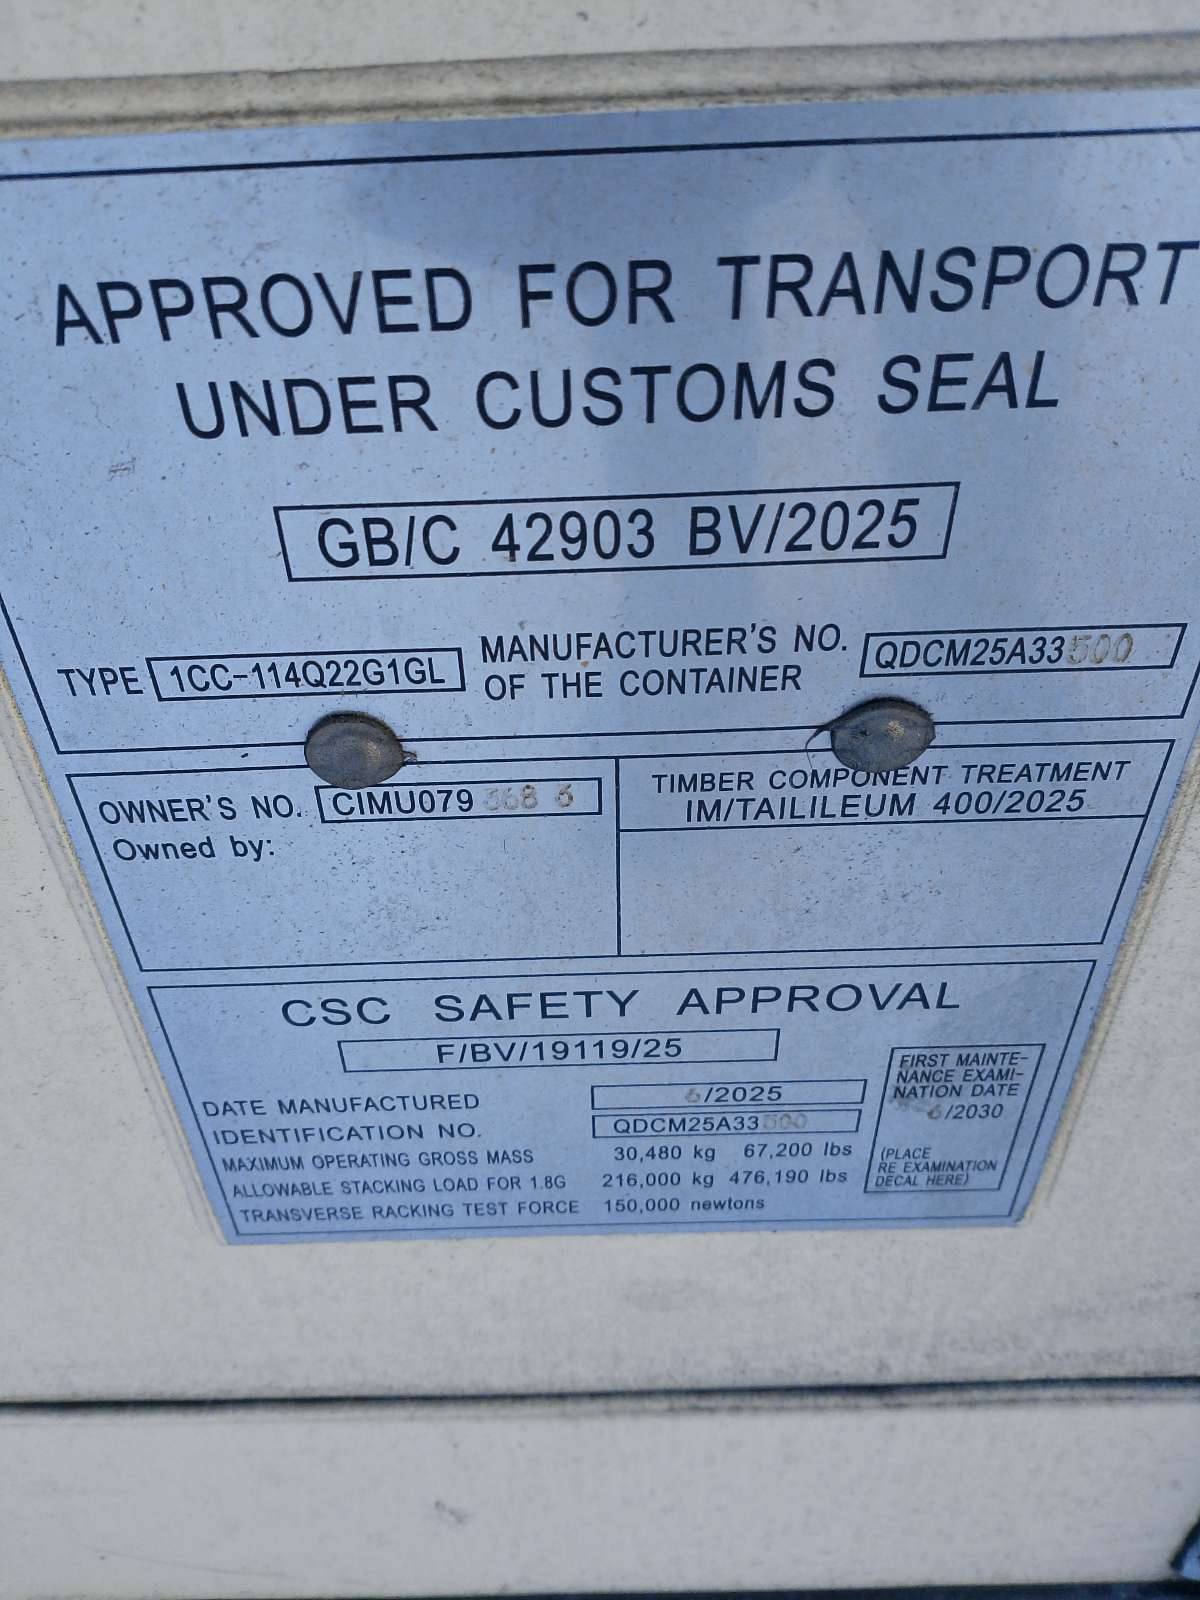 APPROVED FOR TRANSPORT
UNDER CUSTOMS SEAL
GB/C 42903 BV/2025
TYPE 1CC-114Q22G1GL
MANUFACTURER'S NO.
OF THE CONTAINER
QDCM25A33500
OWNER'S NO. CIMU079
Owned by:
TIMBER COMPONENT TREATMENT
IM/TAILILEUM 400/2025
CSC SAFETY APPROVAL
F/BV/19119/25
DATE MANUFACTURED 6/2025
IDENTIFICATION NO. QDCM25A33500
MAXIMUM OPERATING GROSS MASS 30,480 kg 67,200 lbs
ALLOWABLE STACKING LOAD FOR 1.8G 216,000 kg 476,190 lbs
TRANSVERSE RACKING TEST FORCE 150,000 newtons
FIRST MAINTE-
NANCE EXAMI-
NATION DATE
6/2030
(PLACE
RE EXAMINATION
DECAL HERE)